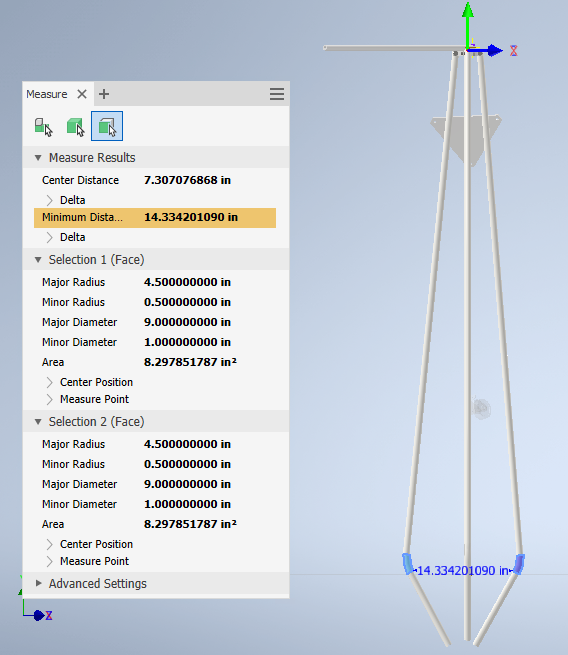 Measure
Measure Results
Center Distance 7.307076868 in
Delta
Minimum Dista... 14.334201090 in
Delta
Selection 1 (Face)
Major Radius 4.500000000 in
Minor Radius 0.500000000 in
Major Diameter 9.000000000 in
Minor Diameter 1.000000000 in
Area 8.297851787 in²
Center Position
Measure Point
Selection 2 (Face)
Major Radius 4.500000000 in
Minor Radius 0.500000000 in
Major Diameter 9.000000000 in
Minor Diameter 1.000000000 in
Area 8.297851787 in²
Center Position
Measure Point
Advanced Settings
14.334201090 in